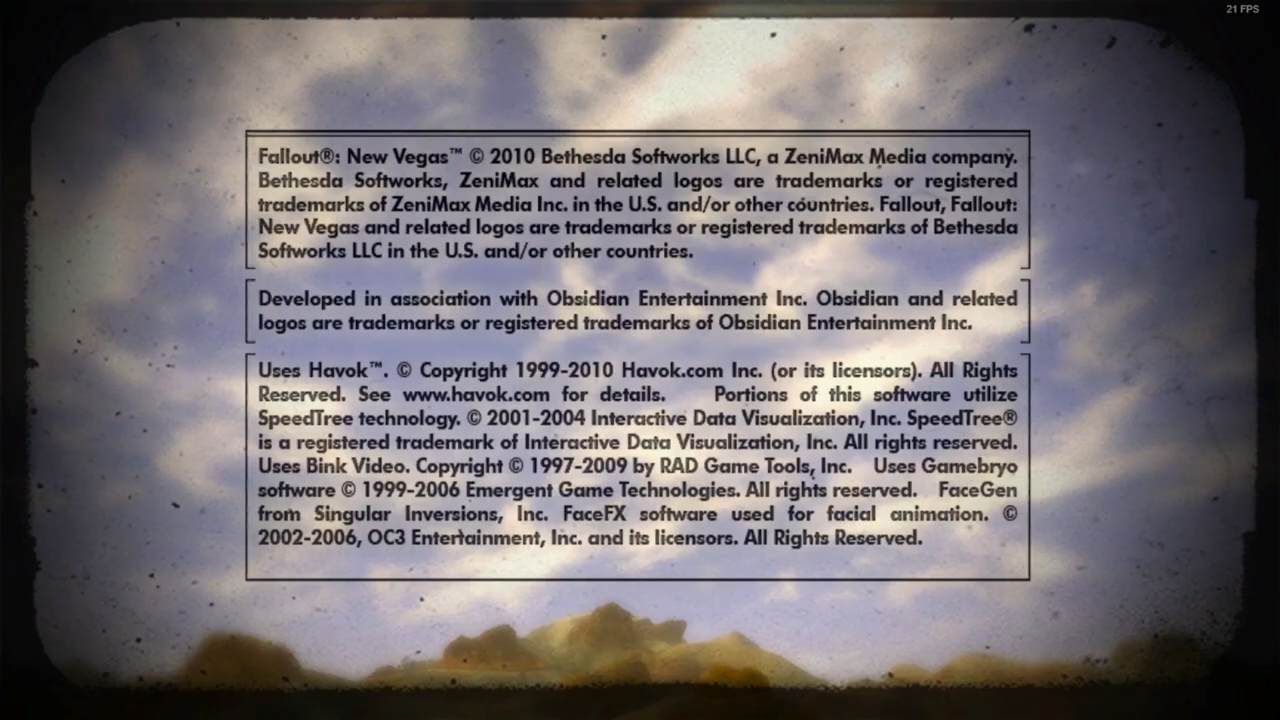 21 FPS
Fallout®: New Vegas™ © 2010 Bethesda Softworks LLC, a ZeniMax Media company.
Bethesda Softworks, ZeniMax and related logos are trademarks or registered
trademarks of ZeniMax Media Inc. in the U.S. and/or other countries. Fallout, Fallout:
New Vegas and related logos are trademarks or registered trademarks of Bethesda
Softworks LLC in the U.S. and/or other countries.
Developed in association with Obsidian Entertainment Inc. Obsidian and related
logos are trademarks or registered trademarks of Obsidian Entertainment Inc.
Uses Havok™. © Copyright 1999-2010 Havok.com Inc. (or its licensors). All Rights
Reserved. See www.havok.com for details. Portions of this software utilize
SpeedTree technology. © 2001-2004 Interactive Data Visualization, Inc. SpeedTree®
is a registered trademark of Interactive Data Visualization, Inc. All rights reserved.
Uses Bink Video. Copyright © 1997-2009 by RAD Game Tools, Inc. Uses Gamebryo
software © 1999-2006 Emergent Game Technologies. All rights reserved. FaceGen
from Singular Inversions, Inc. FaceFX software used for facial animation. ©
2002-2006, OC3 Entertainment, Inc. and its licensors. All Rights Reserved.